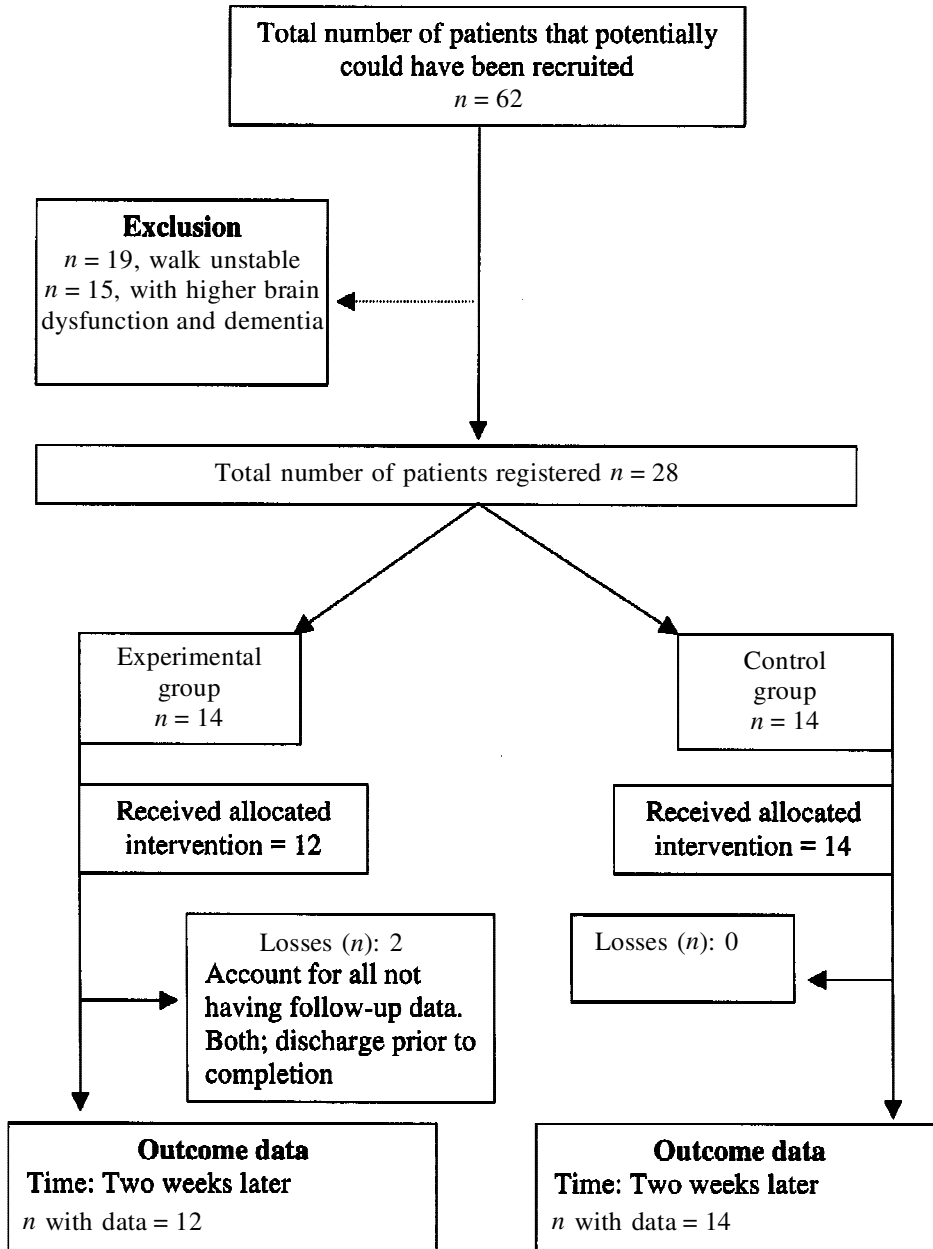 Total number of patients that potentially
could have been recruited
n = 62
Exclusion
n = 19, walk unstable
n = 15, with higher brain
dysfunction and dementia
Total number of patients registered n = 28
Experimental
group
n = 14
Control
group
n = 14
Received allocated
intervention = 12
Received allocated
intervention = 14
Losses (n): 2
Account for all not
having follow-up data.
Both; discharge prior to
completion
Losses (n): 0
Outcome data
Time: Two weeks later
n with data = 12
Outcome data
Time: Two weeks later
n with data = 14